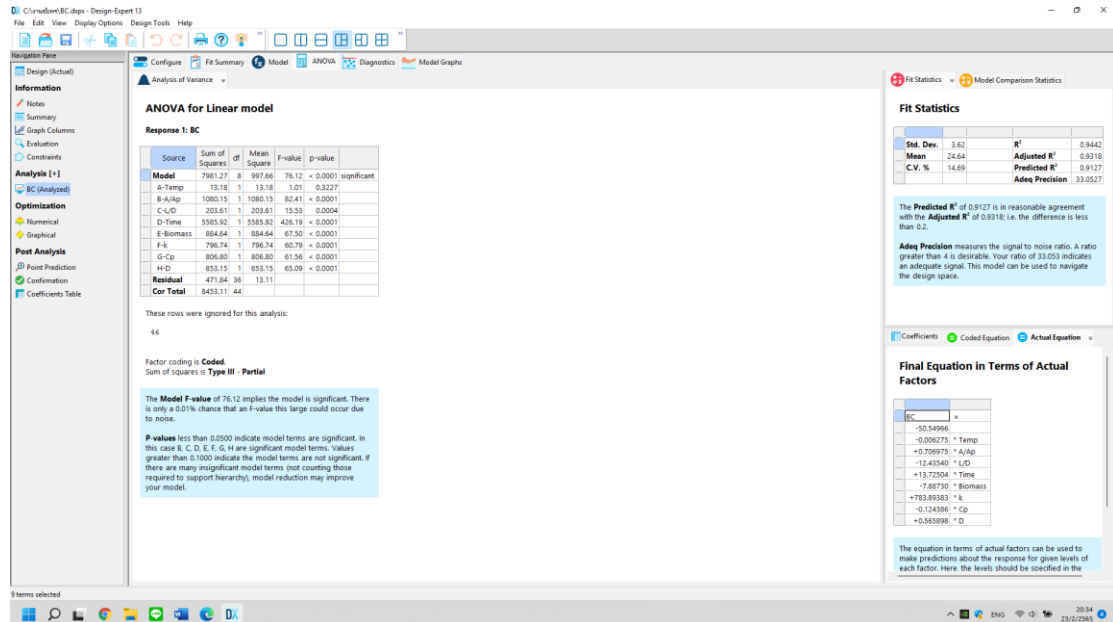 C:\งานอัยพา\BC.dxpx - Design-Expert 13
File Edit View Display Options Design Tools Help
Navigation Pane
Design (Actual)
Information
Notes
Summary
Graph Columns
Evaluation
Constraints
Analysis [+]
BC (Analyzed)
Optimization
Numerical
Graphical
Post Analysis
Point Prediction
Confirmation
Coefficients Table
Configure Fit Summary Model ANOVA Diagnostics Model Graphs
Analysis of Variance
ANOVA for Linear model
Response 1: BC
Source Sum of Squares df Mean Square F-value p-value
Model 7981.27 8 997.66 76.12 < 0.0001 significant
A-Temp 13.18 1 13.18 1.01 0.3227
B-A/Ap 1080.15 1 1080.15 82.41 < 0.0001
C-L/D 203.61 1 203.61 15.53 0.0004
D-Time 5585.92 1 5585.92 426.19 < 0.0001
E-Biomass 884.64 1 884.64 67.50 < 0.0001
F-k 796.74 1 796.74 60.79 < 0.0001
G-Cp 806.80 1 806.80 61.56 < 0.0001
H-D 853.15 1 853.15 65.09 < 0.0001
Residual 471.84 36 13.11
Cor Total 8453.11 44
These rows were ignored for this analysis:
46
Factor coding is Coded.
Sum of squares is Type III - Partial
The Model F-value of 76.12 implies the model is significant. There
is only a 0.01% chance that an F-value this large could occur due
to noise.
P-values less than 0.0500 indicate model terms are significant. In
this case B, C, D, E, F, G, H are significant model terms. Values
greater than 0.1000 indicate the model terms are not significant. If
there are many insignificant model terms (not counting those
required to support hierarchy), model reduction may improve
your model.
Fit Statistics Model Comparison Statistics
Fit Statistics
Std. Dev. 3.62 R² 0.9442
Mean 24.64 Adjusted R² 0.9318
C.V. % 14.69 Predicted R² 0.9127
Adeq Precision 33.0527
The Predicted R² of 0.9127 is in reasonable agreement
with the Adjusted R² of 0.9318; i.e. the difference is less
than 0.2.
Adeq Precision measures the signal to noise ratio. A ratio
greater than 4 is desirable. Your ratio of 33.053 indicates
an adequate signal. This model can be used to navigate
the design space.
Coefficients Coded Equation Actual Equation
Final Equation in Terms of Actual
Factors
BC =
-50.54966
-0.006275 * Temp
+0.706975 * A/Ap
-12.43540 * L/D
+13.72504 * Time
-7.88730 * Biomass
+783.89383 * k
-0.124386 * Cp
+0.565898 * D
The equation in terms of actual factors can be used to
make predictions about the response for given levels of
each factor. Here, the levels should be specified in the
9 terms selected
ENG
20:34
23/2/2565